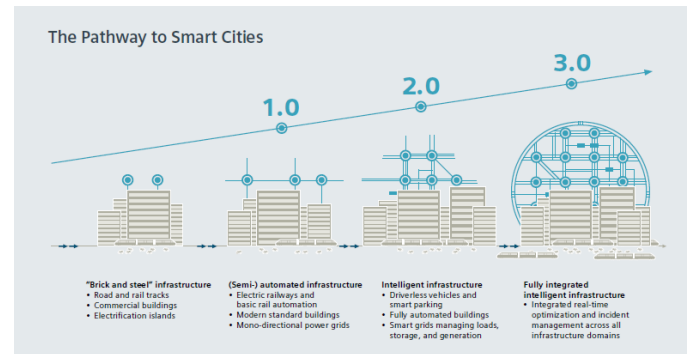 The Pathway to Smart Cities
1.0
2.0
3.0
"Brick and steel" infrastructure
• Road and rail tracks
• Commercial buildings
• Electrification islands
(Semi-) automated infrastructure
• Electric railways and
basic rail automation
• Modern standard buildings
• Mono-directional power grids
Intelligent infrastructure
• Driverless vehicles and
smart parking
• Fully automated buildings
• Smart grids managing loads,
storage, and generation
Fully integrated
intelligent infrastructure
• Integrated real-time
optimization and incident
management across all
infrastructure domains